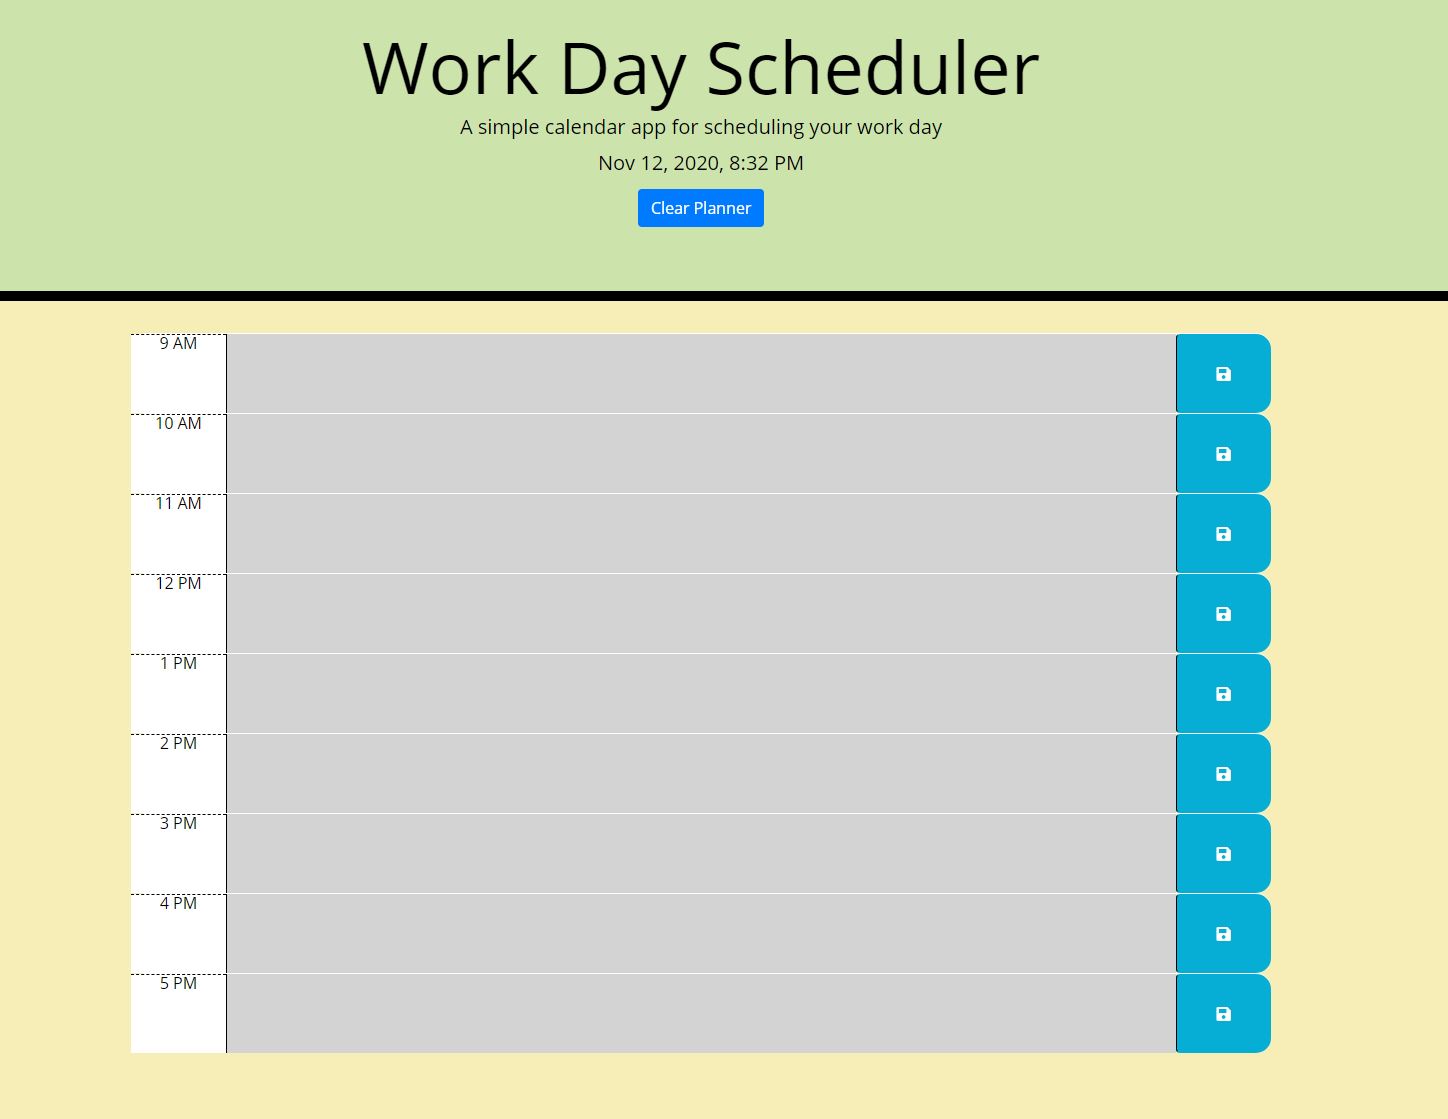 Work Day Scheduler
A simple calendar app for scheduling your work day
Nov 12, 2020, 8:32 PM
Clear Planner
9 AM
10 AM
11 AM
12 PM
1 PM
2 PM
3 PM
4 PM
5 PM